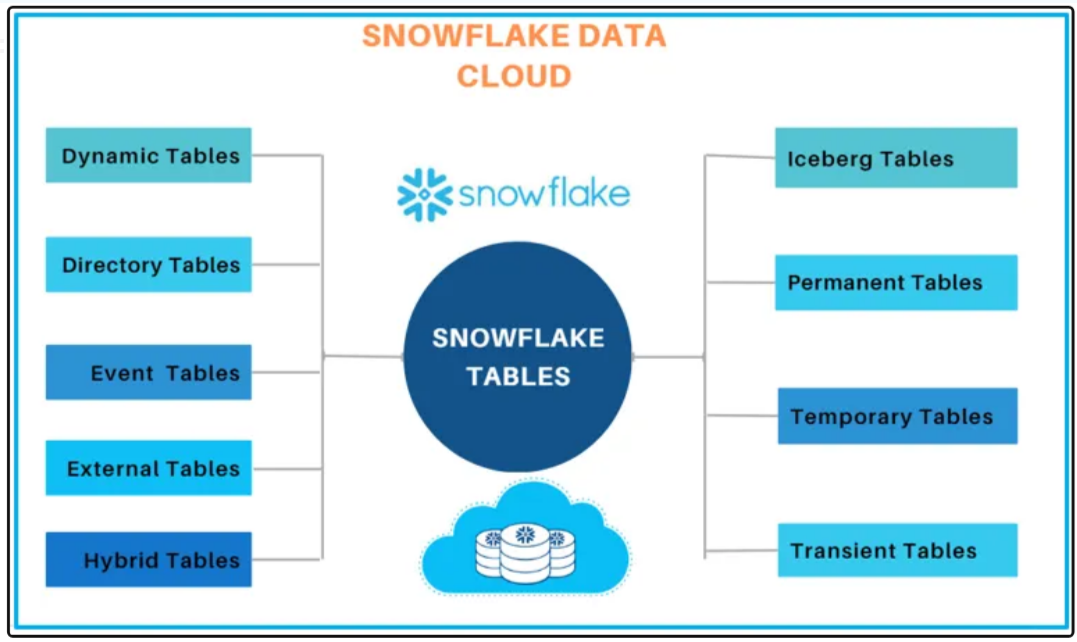 SNOWFLAKE DATA
CLOUD
Dynamic Tables
Directory Tables
Event Tables
External Tables
Hybrid Tables
snowflake
SNOWFLAKE
TABLES
Iceberg Tables
Permanent Tables
Temporary Tables
Transient Tables